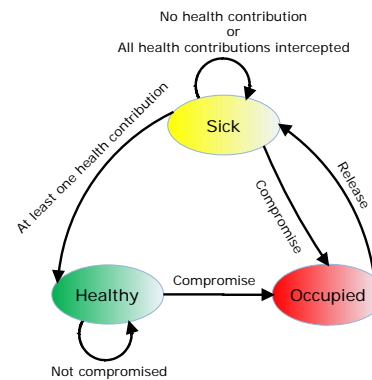 No health contribution
or
All health contributions intercepted
Sick
At least one health contribution
Compromise
Release
Healthy
Compromise
Occupied
Not compromised